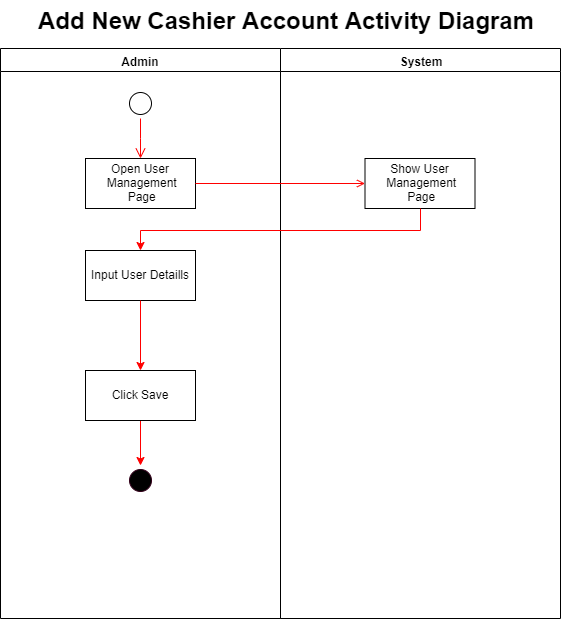 Add New Cashier Account Activity Diagram
Admin
System
Open User
Management
Page
Show User
Management
Page
Input User Detaills
Click Save